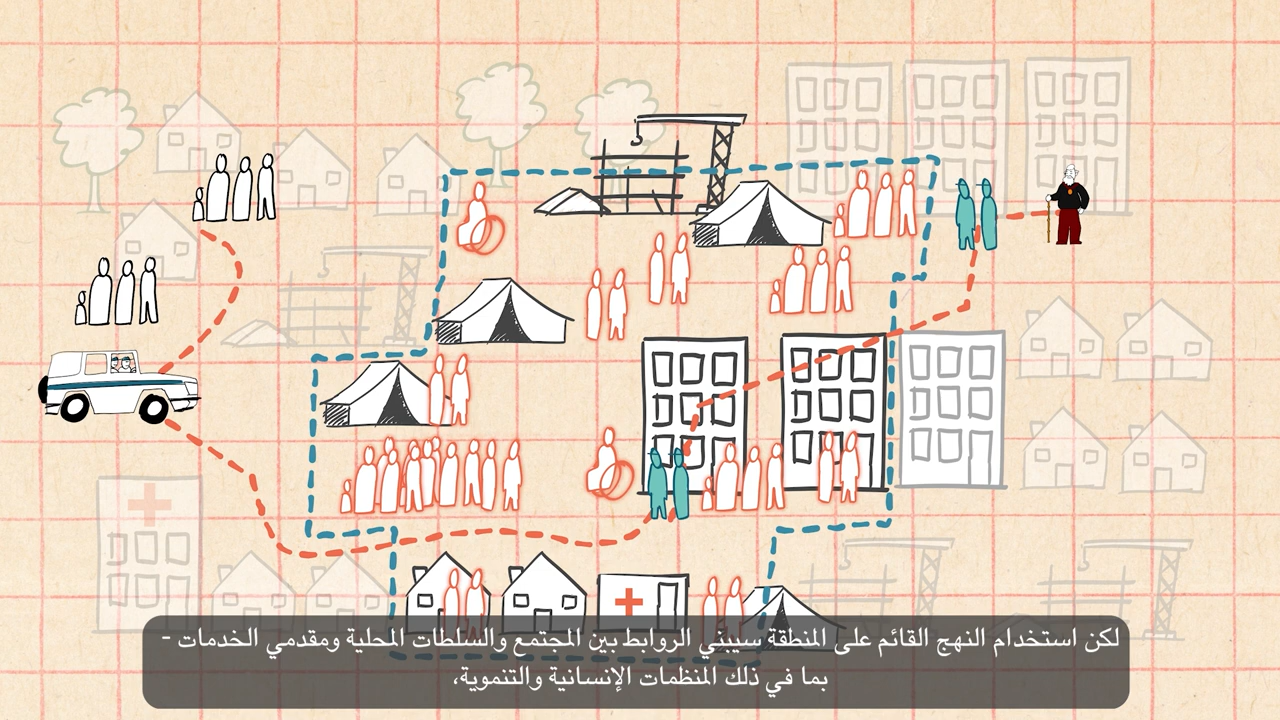 لكن استخدام النهج القائم على المنطقة سيبني الروابط بين المجتمع والسلطات المحلية ومقدمي الخدمات -
بما في ذلك المنظمات الإنسانية والتنموية،